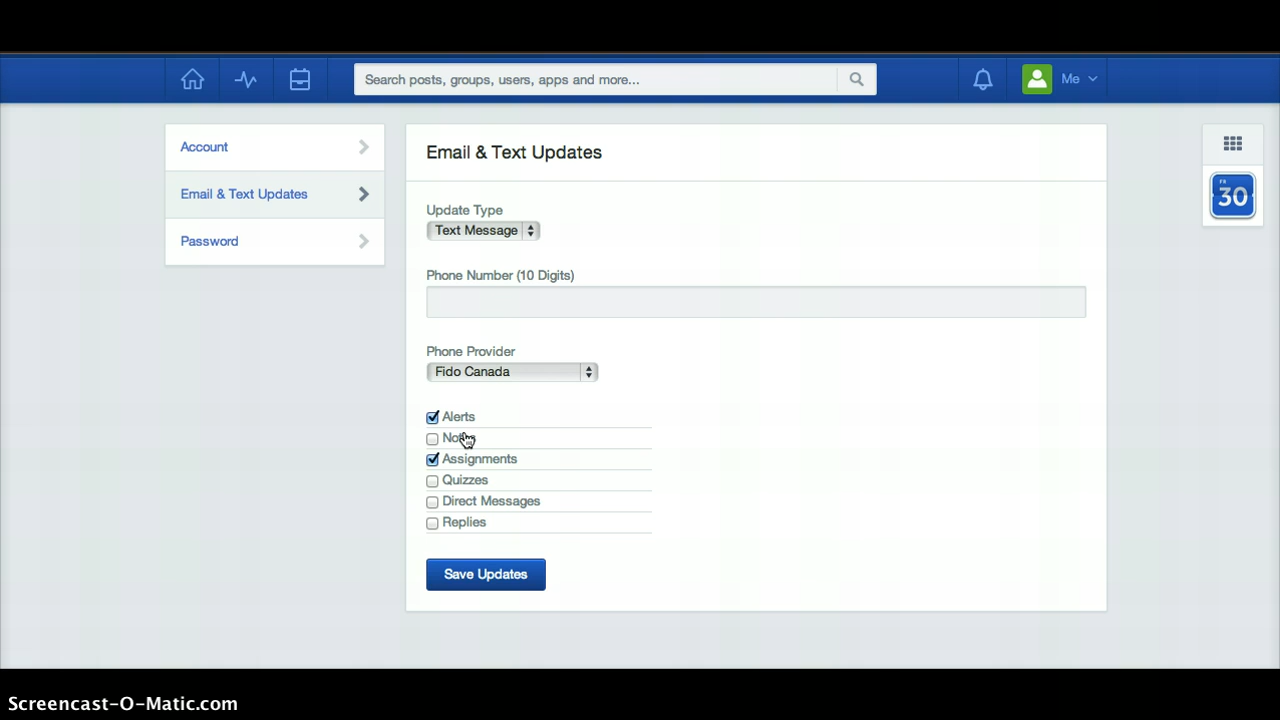 Search posts, groups, users, apps and more...
Me
Account
Email & Text Updates
Password
Email & Text Updates
Update Type
Text Message
Phone Number (10 Digits)
Phone Provider
Fido Canada
Alerts
Assignments
Quizzes
Direct Messages
Replies
Save Updates
FRI
30
Screencast-O-Matic.com